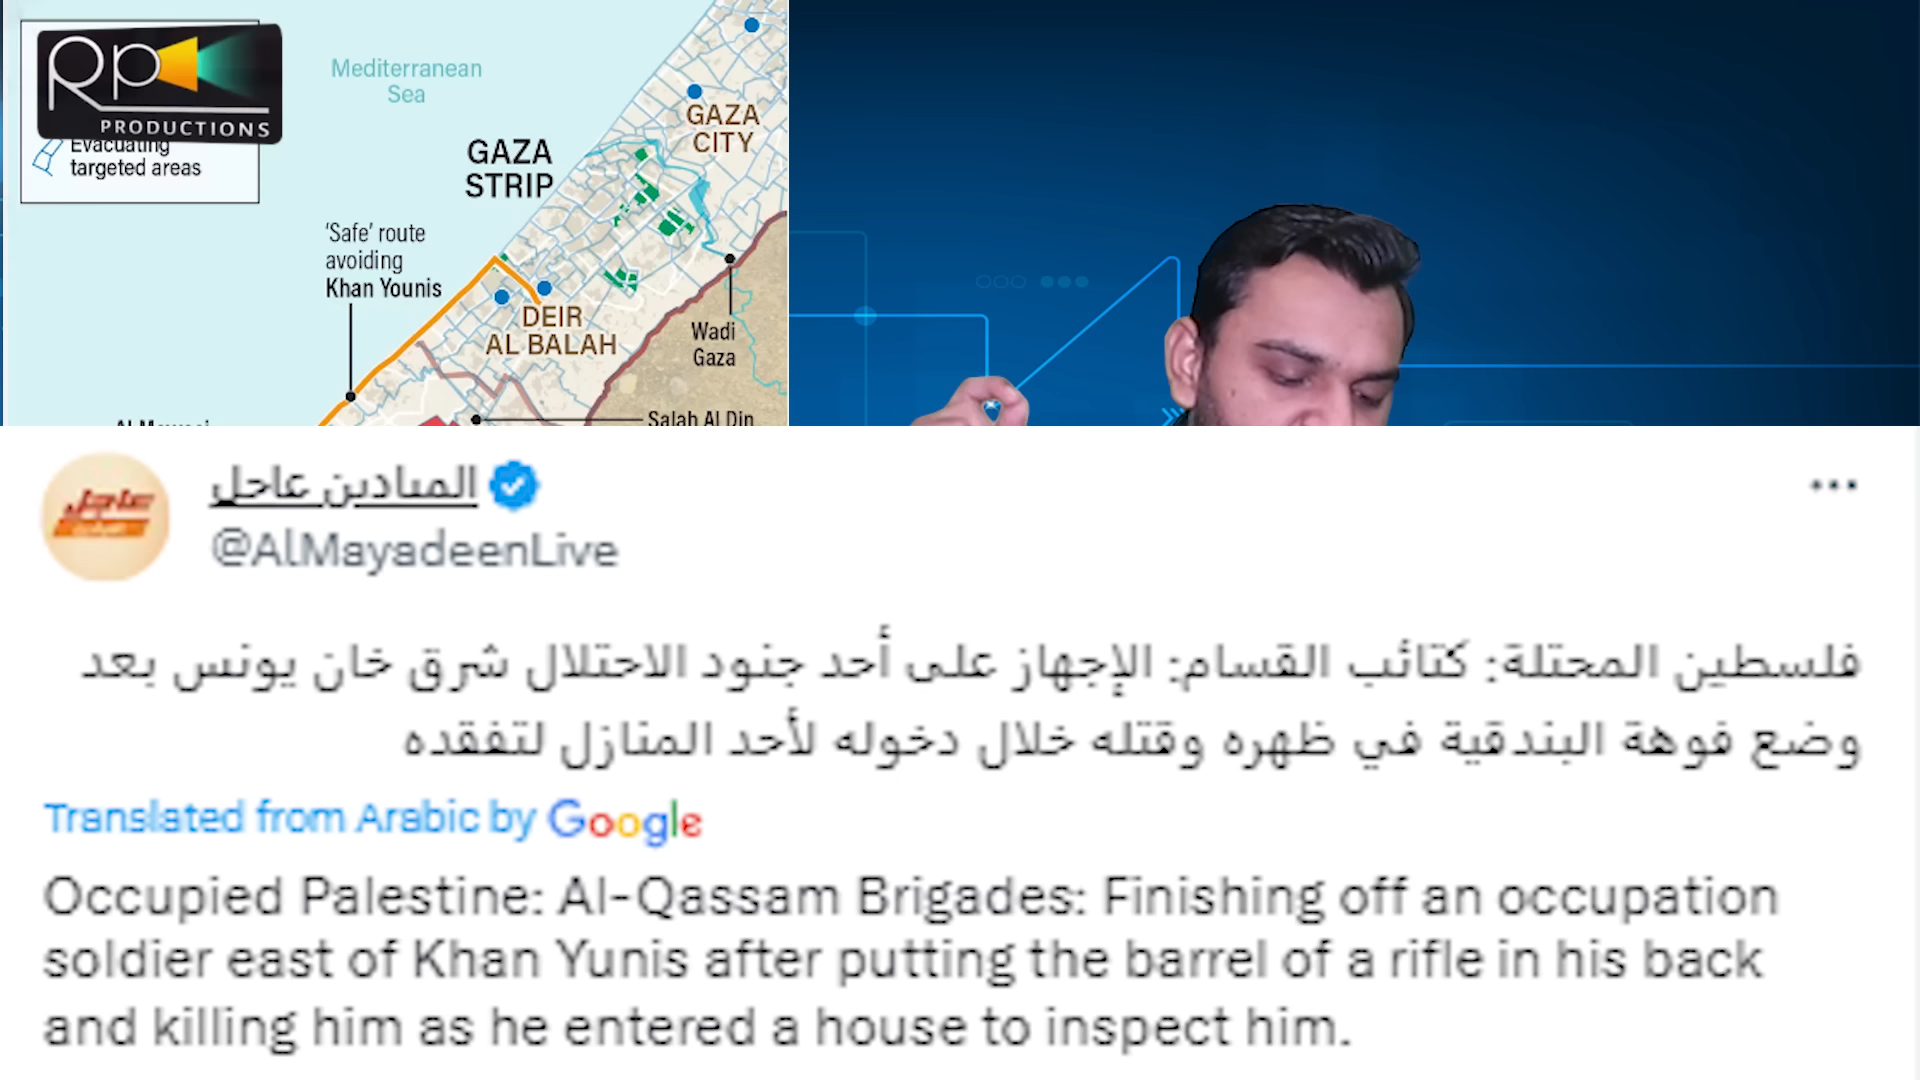 Rp
PRODUCTIONS
Evacuating
targeted areas
Mediterranean
Sea
GAZA
STRIP
GAZA
CITY
'Safe' route
avoiding
Khan Younis
DEIR
AL BALAH
Wadi
Gaza
Salah Al Din
الميادين عاجل
@AlMayadeenLive
فلسطين المحتلة: كتائب القسام: الإجهاز على أحد جنود الاحتلال شرق خان يونس بعد
وضع فوهة البندقية في ظهره وقتله خلال دخوله لأحد المنازل لتفقده
Translated from Arabic by Google
Occupied Palestine: Al-Qassam Brigades: Finishing off an occupation
soldier east of Khan Yunis after putting the barrel of a rifle in his back
and killing him as he entered a house to inspect him.